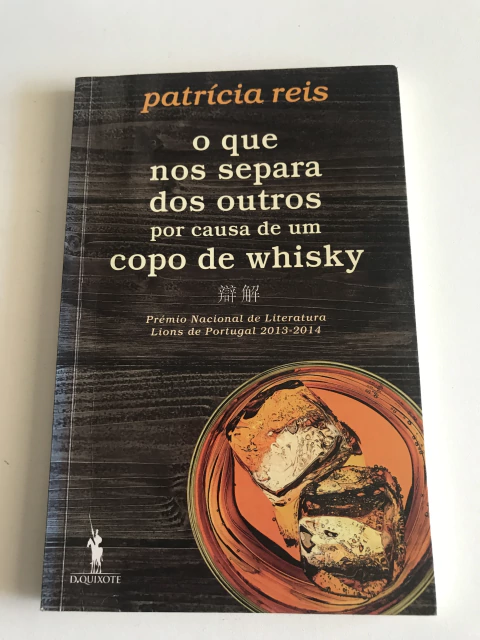 patrícia reis
o que
nos separa
dos outros
por causa de um
copo de whisky
辯解
Prémio Nacional de Literatura
Lions de Portugal 2013-2014
D.QUIXOTE